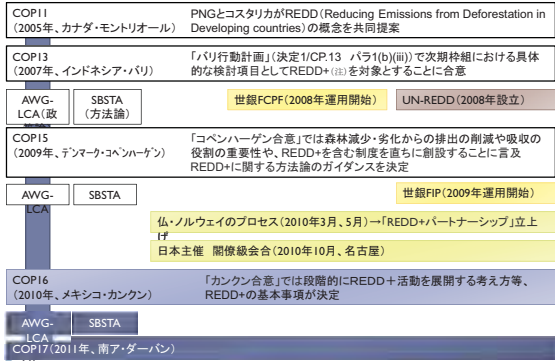 COP11
(2005年、カナダ・モントリオール)
PNGとコスタリカがREDD(Reducing Emissions from Deforestation in
Developing countries)の概念を共同提案
COP13
(2007年、インドネシア・バリ)
「バリ行動計画」(決定1/CP.13 パラ1(b)(iii))で次期枠組における具体
的な検討項目としてREDD+(注)を対象とすることに合意
AWG-
LCA(政
SBSTA
(方法論)
世銀FCPF(2008年運用開始)
UN-REDD(2008年設立)
COP15
(2009年、デンマーク・コペンハーゲン)
「コペンハーゲン合意」では森林減少・劣化からの排出の削減や吸収の
役割の重要性や、REDD+を含む制度を直ちに創設することに言及
REDD+に関する方法論のガイダンスを決定
AWG-
LCA
SBSTA
世銀FIP(2009年運用開始)
仏・ノルウェイのプロセス(2010年3月、5月)→「REDD+パートナーシップ」立上
げ
日本主催 閣僚級会合(2010年10月、名古屋)
COP16
(2010年、メキシコ・カンクン)
「カンクン合意」では段階的にREDD+活動を展開する考え方等、
REDD+の基本事項が決定
AWG-
LCA
SBSTA
COP17(2011年、南ア・ダーバン)